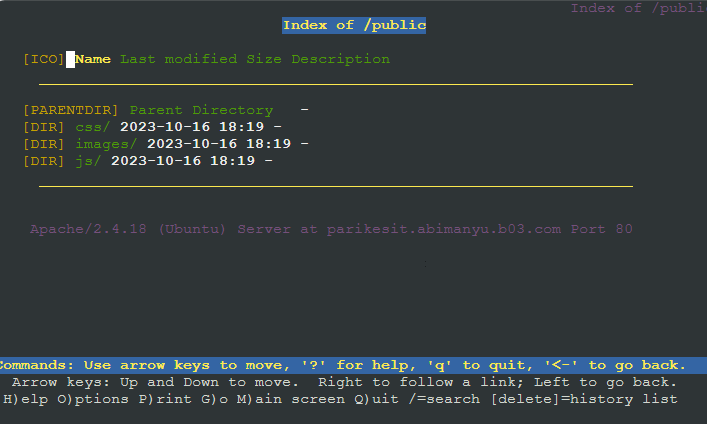 Index of /publi
Index of /public
[ICO] Name Last modified Size Description
[PARENTDIR] Parent Directory -
[DIR] css/ 2023-10-16 18:19 -
[DIR] images/ 2023-10-16 18:19 -
[DIR] js/ 2023-10-16 18:19 -
Apache/2.4.18 (Ubuntu) Server at parikesit.abimanyu.b03.com Port 80
Commands: Use arrow keys to move, '?' for help, 'q' to quit, '<-' to go back.
Arrow keys: Up and Down to move. Right to follow a link; Left to go back.
H)elp O)ptions P)rint G)o M)ain screen Q)uit /=search [delete]=history list